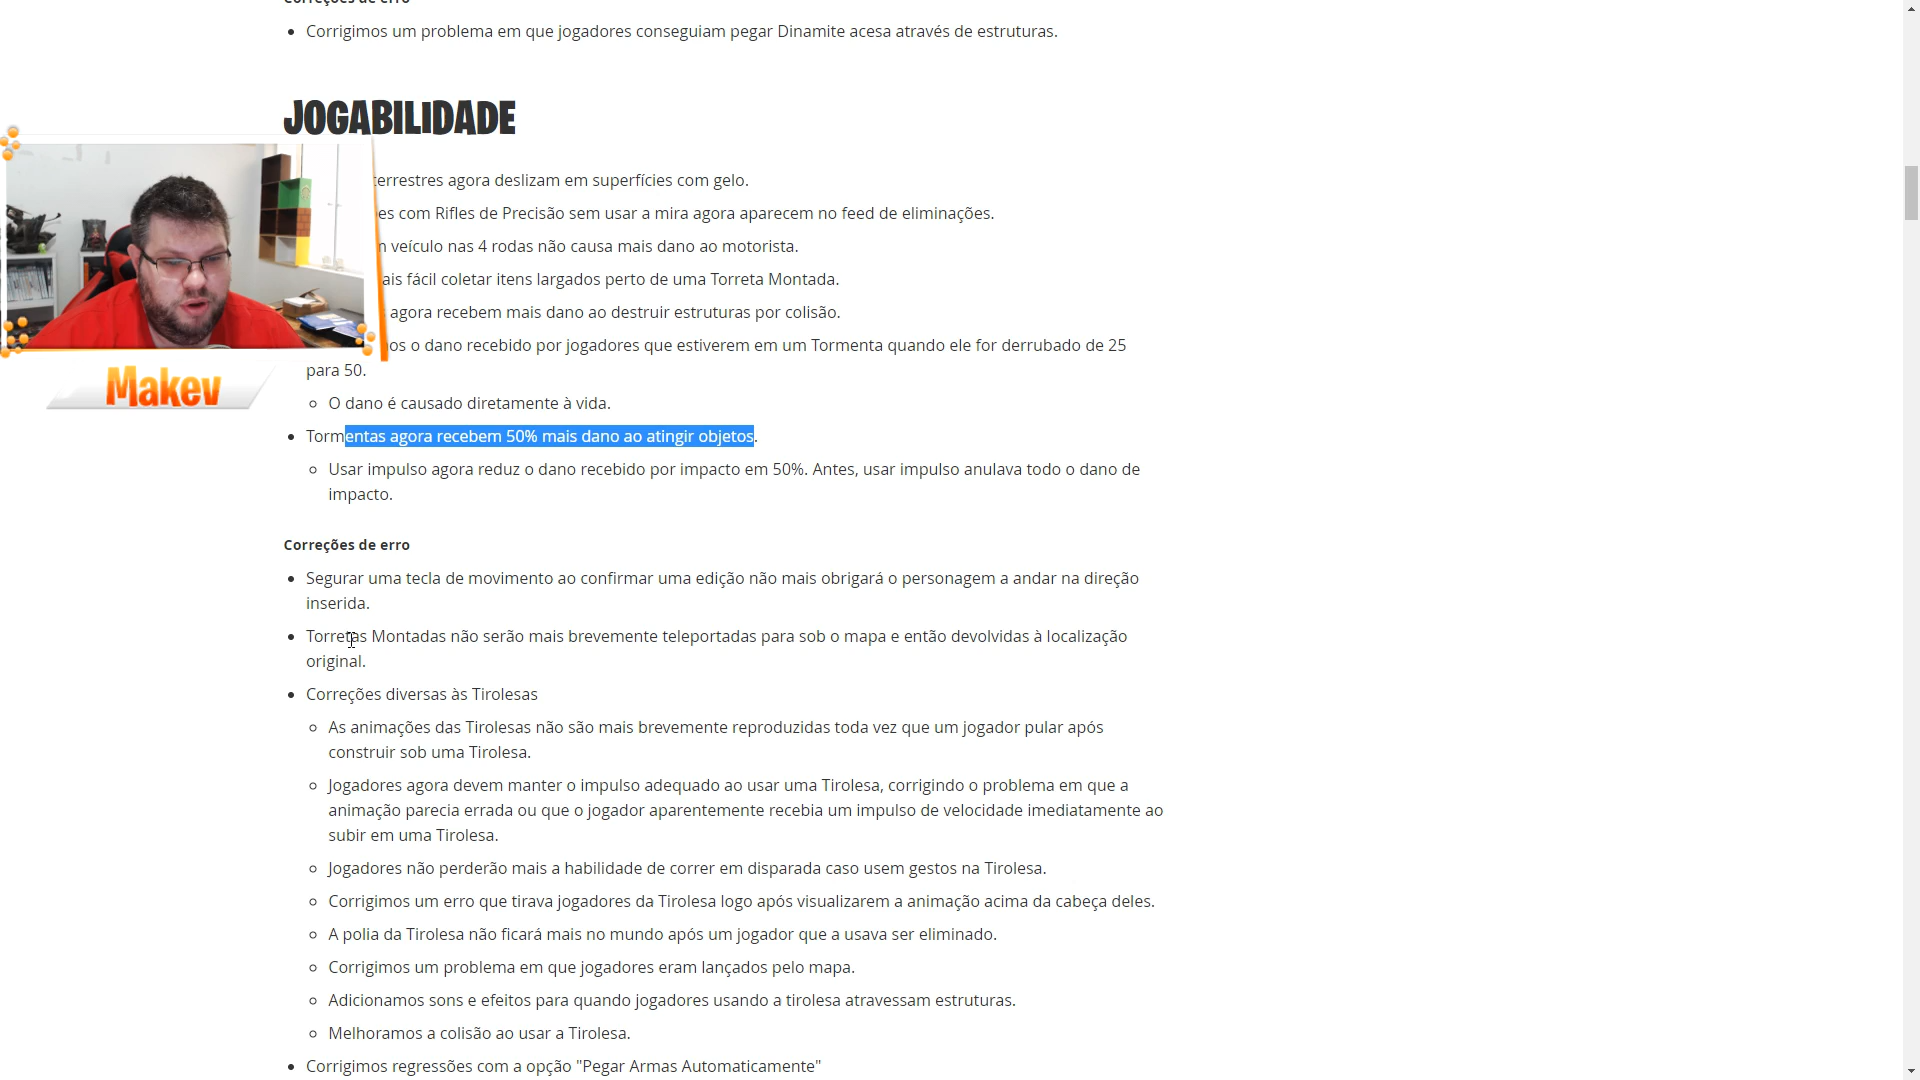 Correções de erro
Corrigimos um problema em que jogadores conseguiam pegar Dinamite acesa através de estruturas.
JOGABILIDADE
terrestres agora deslizam em superfícies com gelo.
es com Rifles de Precisão sem usar a mira agora aparecem no feed de eliminações.
veículo nas 4 rodas não causa mais dano ao motorista.
ais fácil coletar itens largados perto de uma Torreta Montada.
agora recebem mais dano ao destruir estruturas por colisão.
os o dano recebido por jogadores que estiverem em um Tormenta quando ele for derrubado de 25
para 50.
Makev
O dano é causado diretamente à vida.
Tormentas agora recebem 50% mais dano ao atingir objetos.
Usar impulso agora reduz o dano recebido por impacto em 50%. Antes, usar impulso anulava todo o dano de
impacto.
Correções de erro
Segurar uma tecla de movimento ao confirmar uma edição não mais obrigará o personagem a andar na direção
inserida.
Torretas Montadas não serão mais brevemente teleportadas para sob o mapa e então devolvidas à localização
original.
Correções diversas às Tirolesas
As animações das Tirolesas não são mais brevemente reproduzidas toda vez que um jogador pular após
construir sob uma Tirolesa.
Jogadores agora devem manter o impulso adequado ao usar uma Tirolesa, corrigindo o problema em que a
animação parecia errada ou que o jogador aparentemente recebia um impulso de velocidade imediatamente ao
subir em uma Tirolesa.
Jogadores não perderão mais a habilidade de correr em disparada caso usem gestos na Tirolesa.
Corrigimos um erro que tirava jogadores da Tirolesa logo após visualizarem a animação acima da cabeça deles.
A polia da Tirolesa não ficará mais no mundo após um jogador que a usava ser eliminado.
Corrigimos um problema em que jogadores eram lançados pelo mapa.
Adicionamos sons e efeitos para quando jogadores usando a tirolesa atravessam estruturas.
Melhoramos a colisão ao usar a Tirolesa.
Corrigimos regressões com a opção "Pegar Armas Automaticamente"